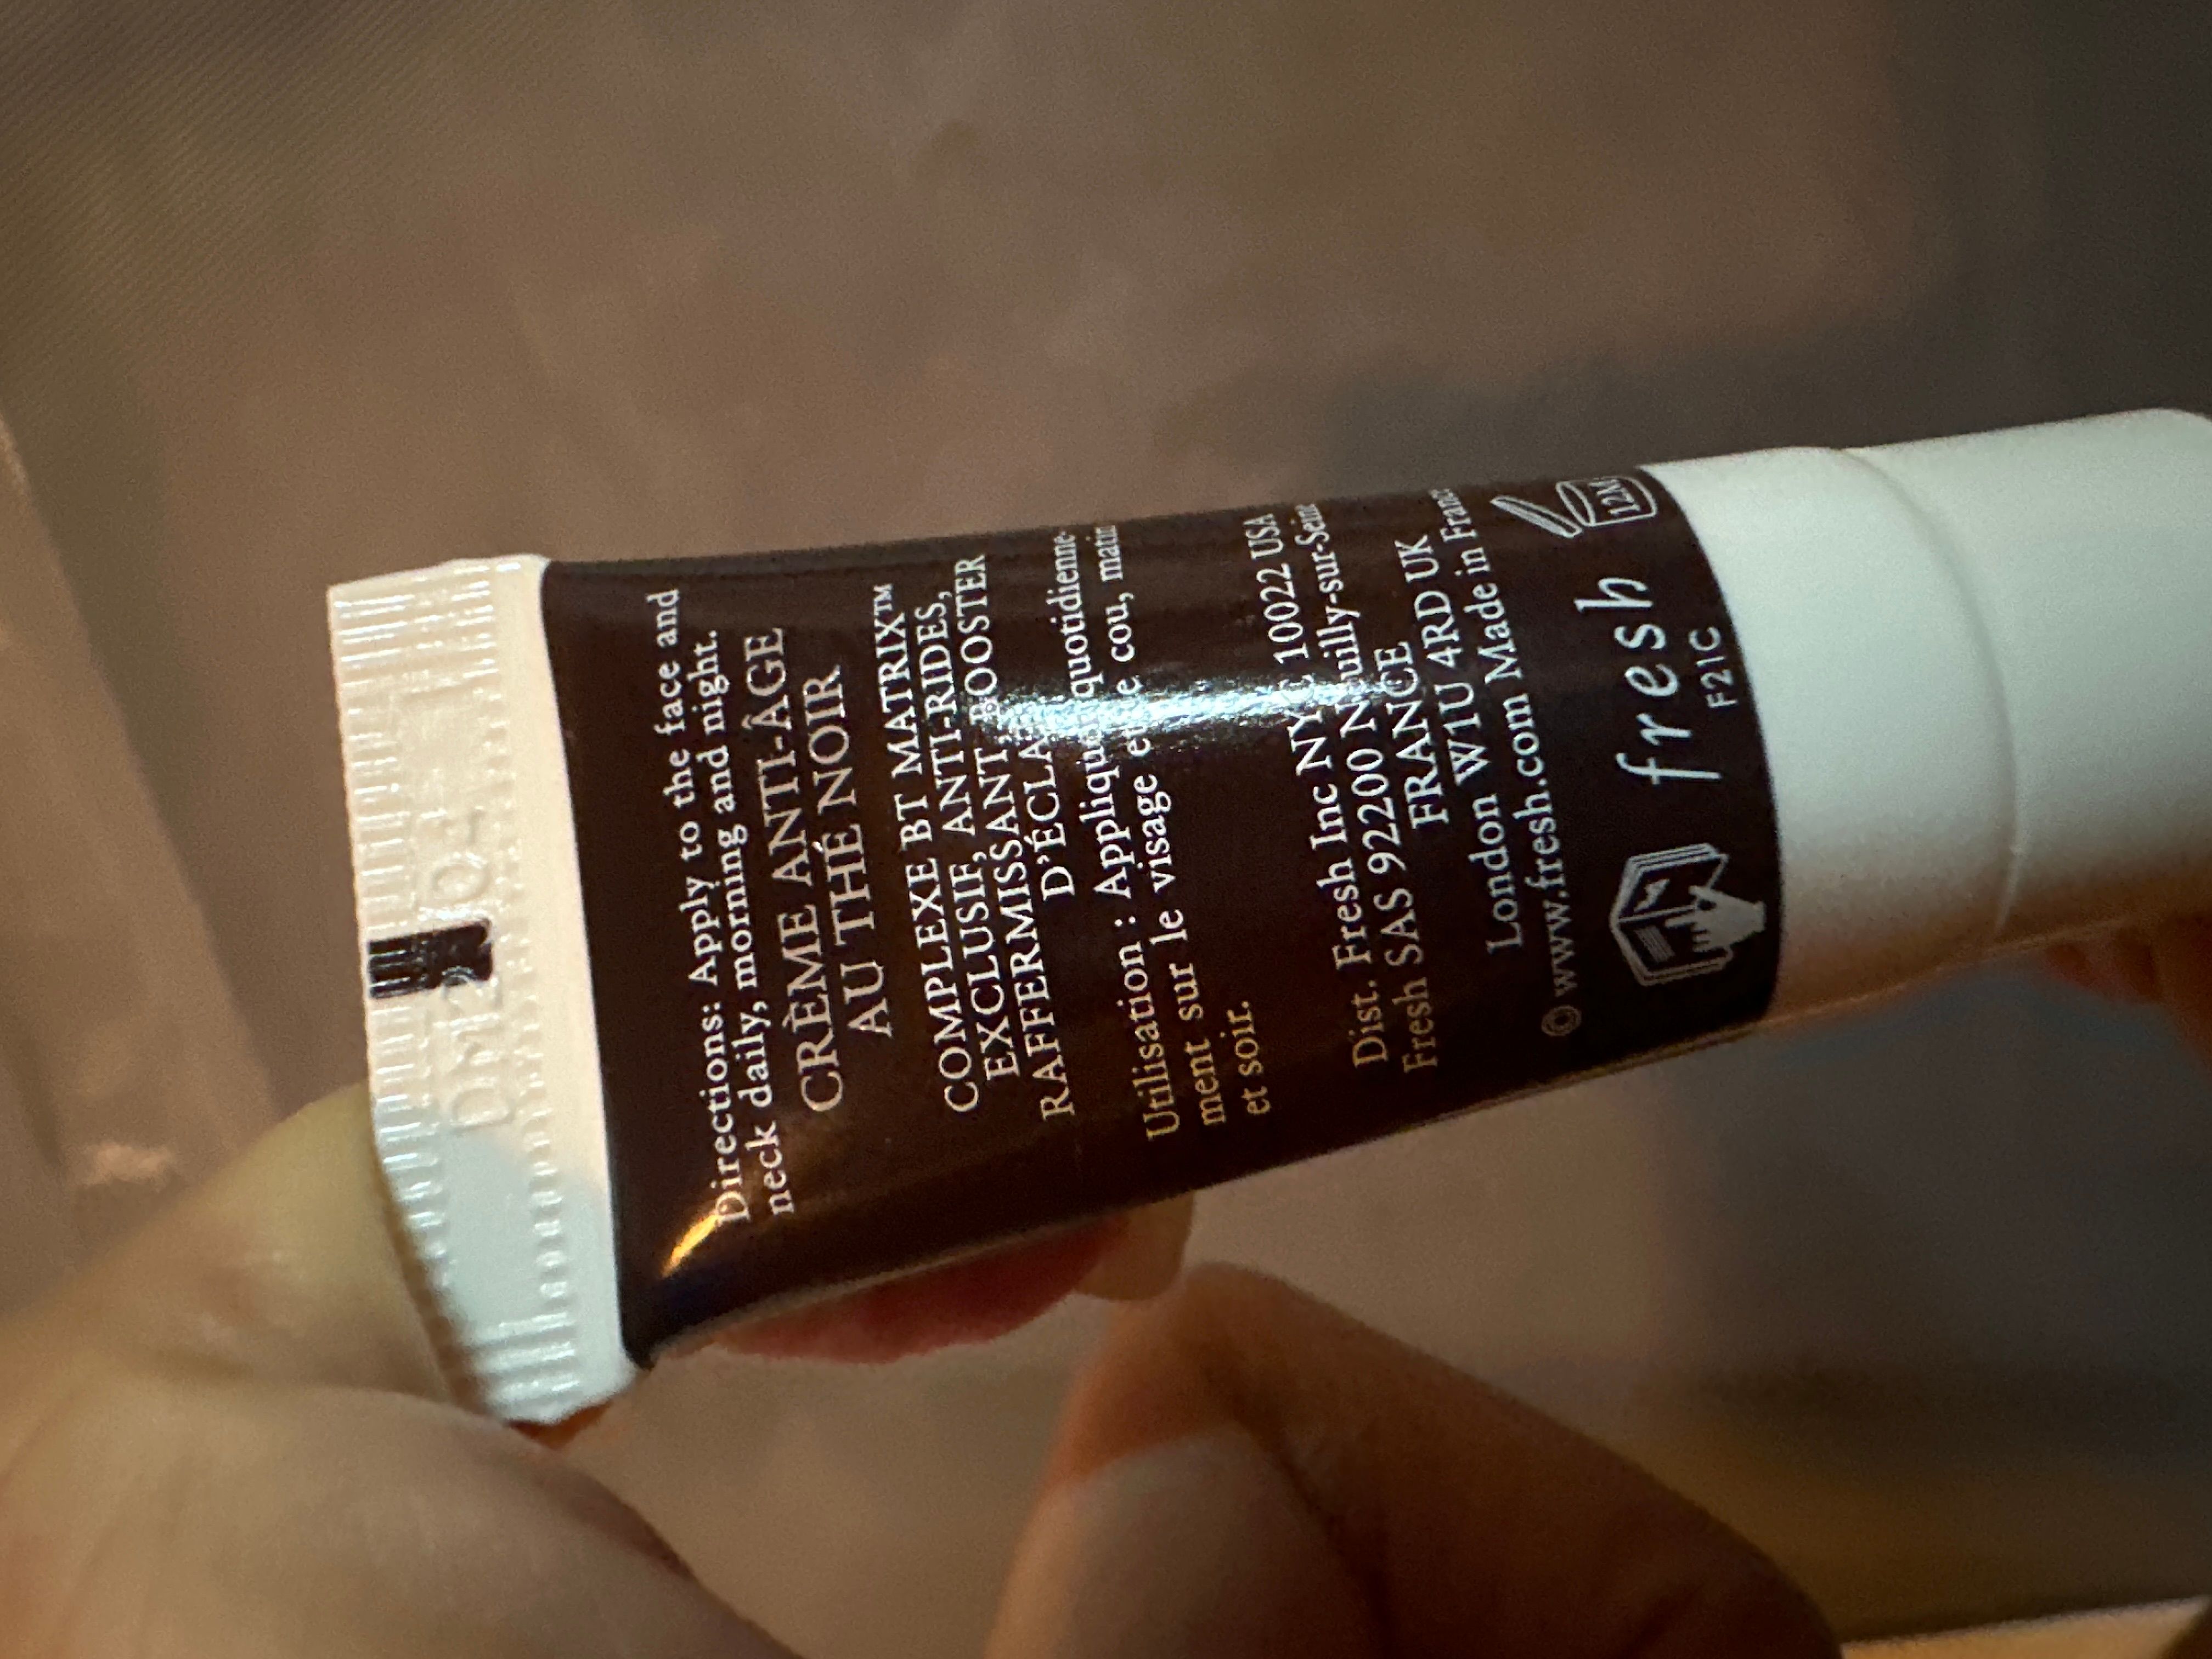 Directions: Apply to the face and
neck daily, morning and night.
CRÈME ANTI-ÂGE
AU THÉ NOIR
COMPLEXE BT MATRIX™
EXCLUSIF, ANTI-RIDES,
RAFFERMISSANT, BOOSTER
D'ÉCLAT
Utilisation : Appliquer quotidienne-
ment sur le visage et le cou, matin
et soir.
Dist. Fresh Inc NYC 10022 USA
Fresh SAS 92200 Neuilly-sur-Seine
FRANCE
London W1U 4RD UK
© www.fresh.com Made in France
fresh
12M
F21C